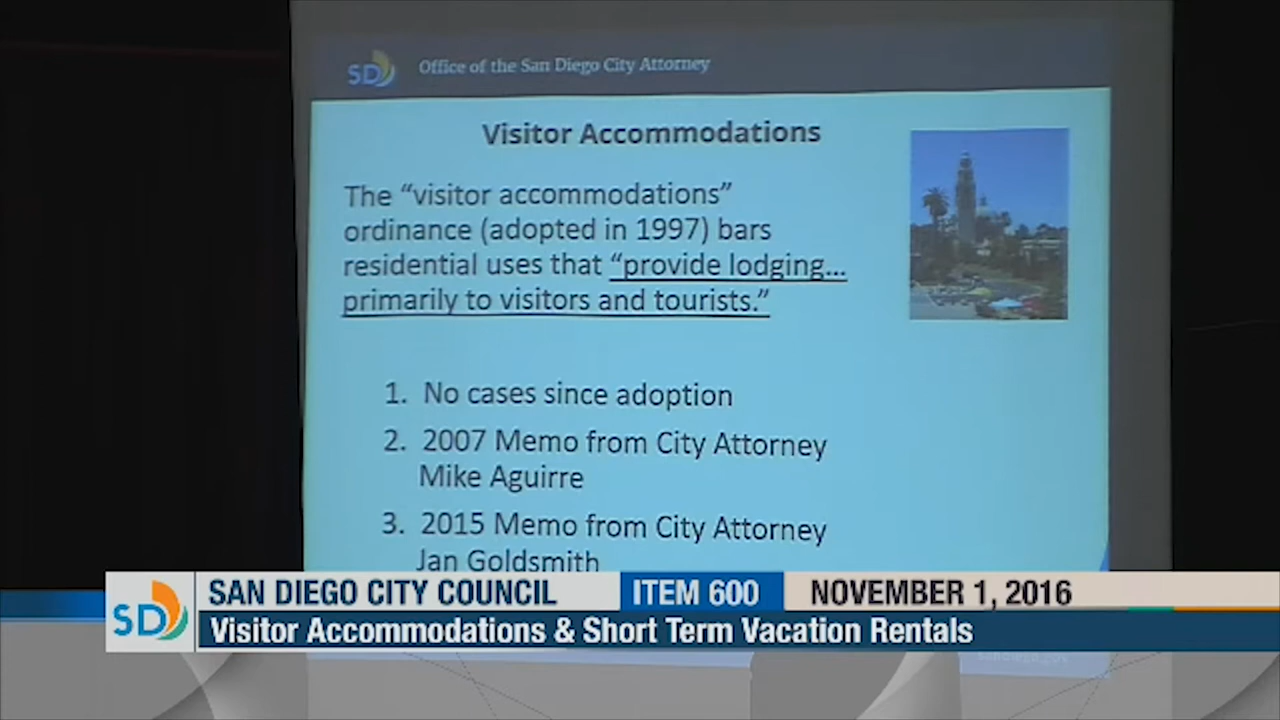 SD Office of the San Diego City Attorney
Visitor Accommodations
The “visitor accommodations”
ordinance (adopted in 1997) bars
residential uses that “provide lodging...
primarily to visitors and tourists.”
1. No cases since adoption
2. 2007 Memo from City Attorney
Mike Aguirre
3. 2015 Memo from City Attorney
Jan Goldsmith
SD
SAN DIEGO CITY COUNCIL ITEM 600 NOVEMBER 1, 2016
Visitor Accommodations & Short Term Vacation Rentals
sandiego.gov